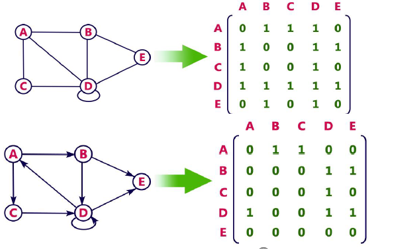 A B C D E
A B
A 0 1 1 1 0
B 1 0 0 1 1
E
C 1 0 0 1 0
C D
D 1 1 1 1 1
E 0 1 0 1 0
A B C D E
A B
A 0 1 1 0 0
B 0 0 0 1 1
E
C 0 0 0 1 0
C D
D 1 0 0 1 1
E 0 0 0 0 0